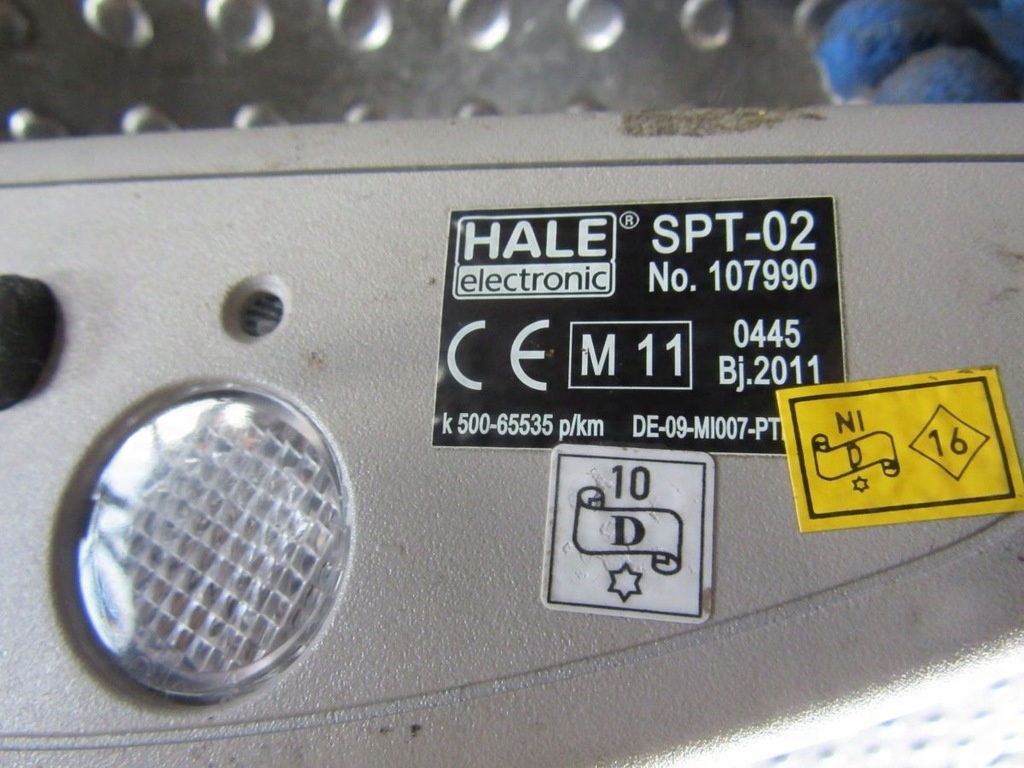 HALE® SPT-02
electronic No. 107990
CE M 11 0445
Bj.2011
k 500-65535 p/km DE-09-MI007-PT
10
D
NI
D
16